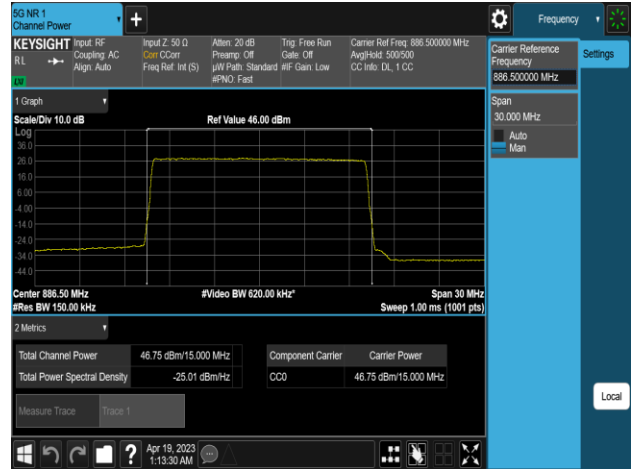 5G NR 1
Channel Power
Frequency
KEYSIGHT
RL
Input: RF
Coupling: AC
Align: Auto
Input Z: 50 Ω
Corr CCorr
Freq Ref: Int (S)
Atten: 20 dB
Preamp: Off
µW Path: Standard
#PNO: Fast
Trig: Free Run
Gate: Off
#IF Gain: Low
Carrier Ref Freq: 886.500000 MHz
Avg|Hold: 500/500
CC Info: DL, 1 CC
LXI
Carrier Reference
Frequency
886.500000 MHz
Settings
Span
30.000 MHz
Auto
Man
1 Graph
Scale/Div 10.0 dB
Ref Value 46.00 dBm
Log
36.0
26.0
16.0
6.00
-4.00
-14.0
-24.0
-34.0
-44.0
Center 886.50 MHz
#Video BW 620.00 kHz*
Span 30 MHz
#Res BW 150.00 kHz
Sweep 1.00 ms (1001 pts)
2 Metrics
Total Channel Power
46.75 dBm/15.000 MHz
Total Power Spectral Density
-25.01 dBm/Hz
Component Carrier
Carrier Power
CC0
46.75 dBm/15.000 MHz
Measure Trace
Trace 1
Local
?
Apr 19, 2023
1:13:30 AM